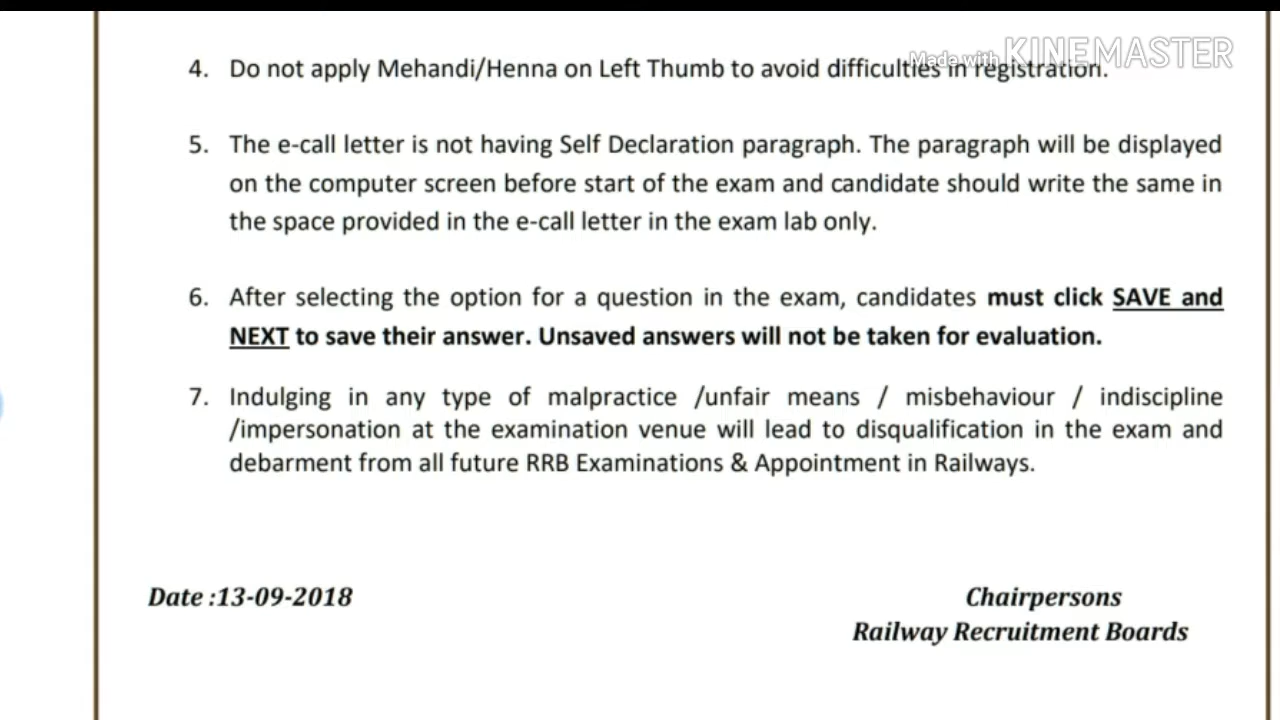 Made with KINEMASTER
4. Do not apply Mehandi/Henna on Left Thumb to avoid difficulties in registration.
5. The e-call letter is not having Self Declaration paragraph. The paragraph will be displayed
on the computer screen before start of the exam and candidate should write the same in
the space provided in the e-call letter in the exam lab only.
6. After selecting the option for a question in the exam, candidates must click SAVE and
NEXT to save their answer. Unsaved answers will not be taken for evaluation.
7. Indulging in any type of malpractice /unfair means / misbehaviour / indiscipline
/impersonation at the examination venue will lead to disqualification in the exam and
debarment from all future RRB Examinations & Appointment in Railways.
Date :13-09-2018
Chairpersons
Railway Recruitment Boards